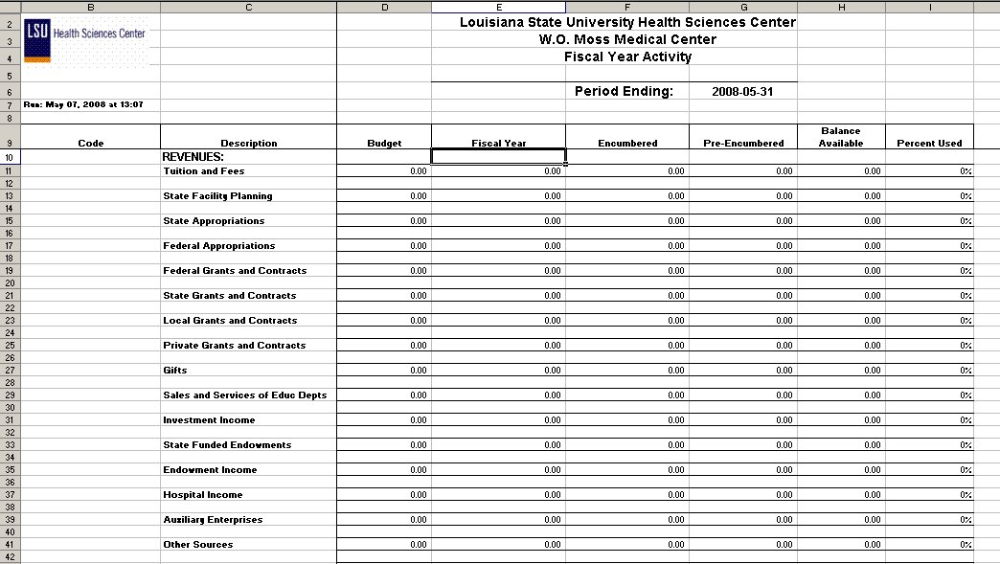 B C D E F G H I
2 Louisiana State University Health Sciences Center
LSU Health Sciences Center
3 W.O. Moss Medical Center
4 Fiscal Year Activity
5
6 Period Ending: 2008-05-31
7 Run: May 07, 2008 at 13:07
8
9 Code Description Budget Fiscal Year Encumbered Pre-Encumbered Balance Available Percent Used
10 REVENUES:
11 Tuition and Fees 0.00 0.00 0.00 0.00 0.00 0%
12
13 State Facility Planning 0.00 0.00 0.00 0.00 0.00 0%
14
15 State Appropriations 0.00 0.00 0.00 0.00 0.00 0%
16
17 Federal Appropriations 0.00 0.00 0.00 0.00 0.00 0%
18
19 Federal Grants and Contracts 0.00 0.00 0.00 0.00 0.00 0%
20
21 State Grants and Contracts 0.00 0.00 0.00 0.00 0.00 0%
22
23 Local Grants and Contracts 0.00 0.00 0.00 0.00 0.00 0%
24
25 Private Grants and Contracts 0.00 0.00 0.00 0.00 0.00 0%
26
27 Gifts 0.00 0.00 0.00 0.00 0.00 0%
28
29 Sales and Services of Educ Depts 0.00 0.00 0.00 0.00 0.00 0%
30
31 Investment Income 0.00 0.00 0.00 0.00 0.00 0%
32
33 State Funded Endowments 0.00 0.00 0.00 0.00 0.00 0%
34
35 Endowment Income 0.00 0.00 0.00 0.00 0.00 0%
36
37 Hospital Income 0.00 0.00 0.00 0.00 0.00 0%
38
39 Auxiliary Enterprises 0.00 0.00 0.00 0.00 0.00 0%
40
41 Other Sources 0.00 0.00 0.00 0.00 0.00 0%
42